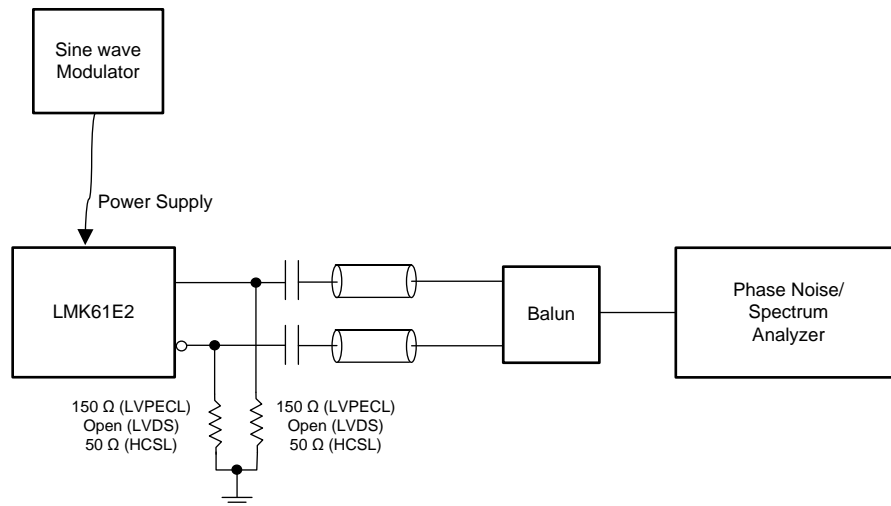 Sine wave
Modulator
Power Supply
LMK61E2
Balun
Phase Noise/
Spectrum
Analyzer
150 Ω (LVPECL)
Open (LVDS)
50 Ω (HCSL)
150 Ω (LVPECL)
Open (LVDS)
50 Ω (HCSL)